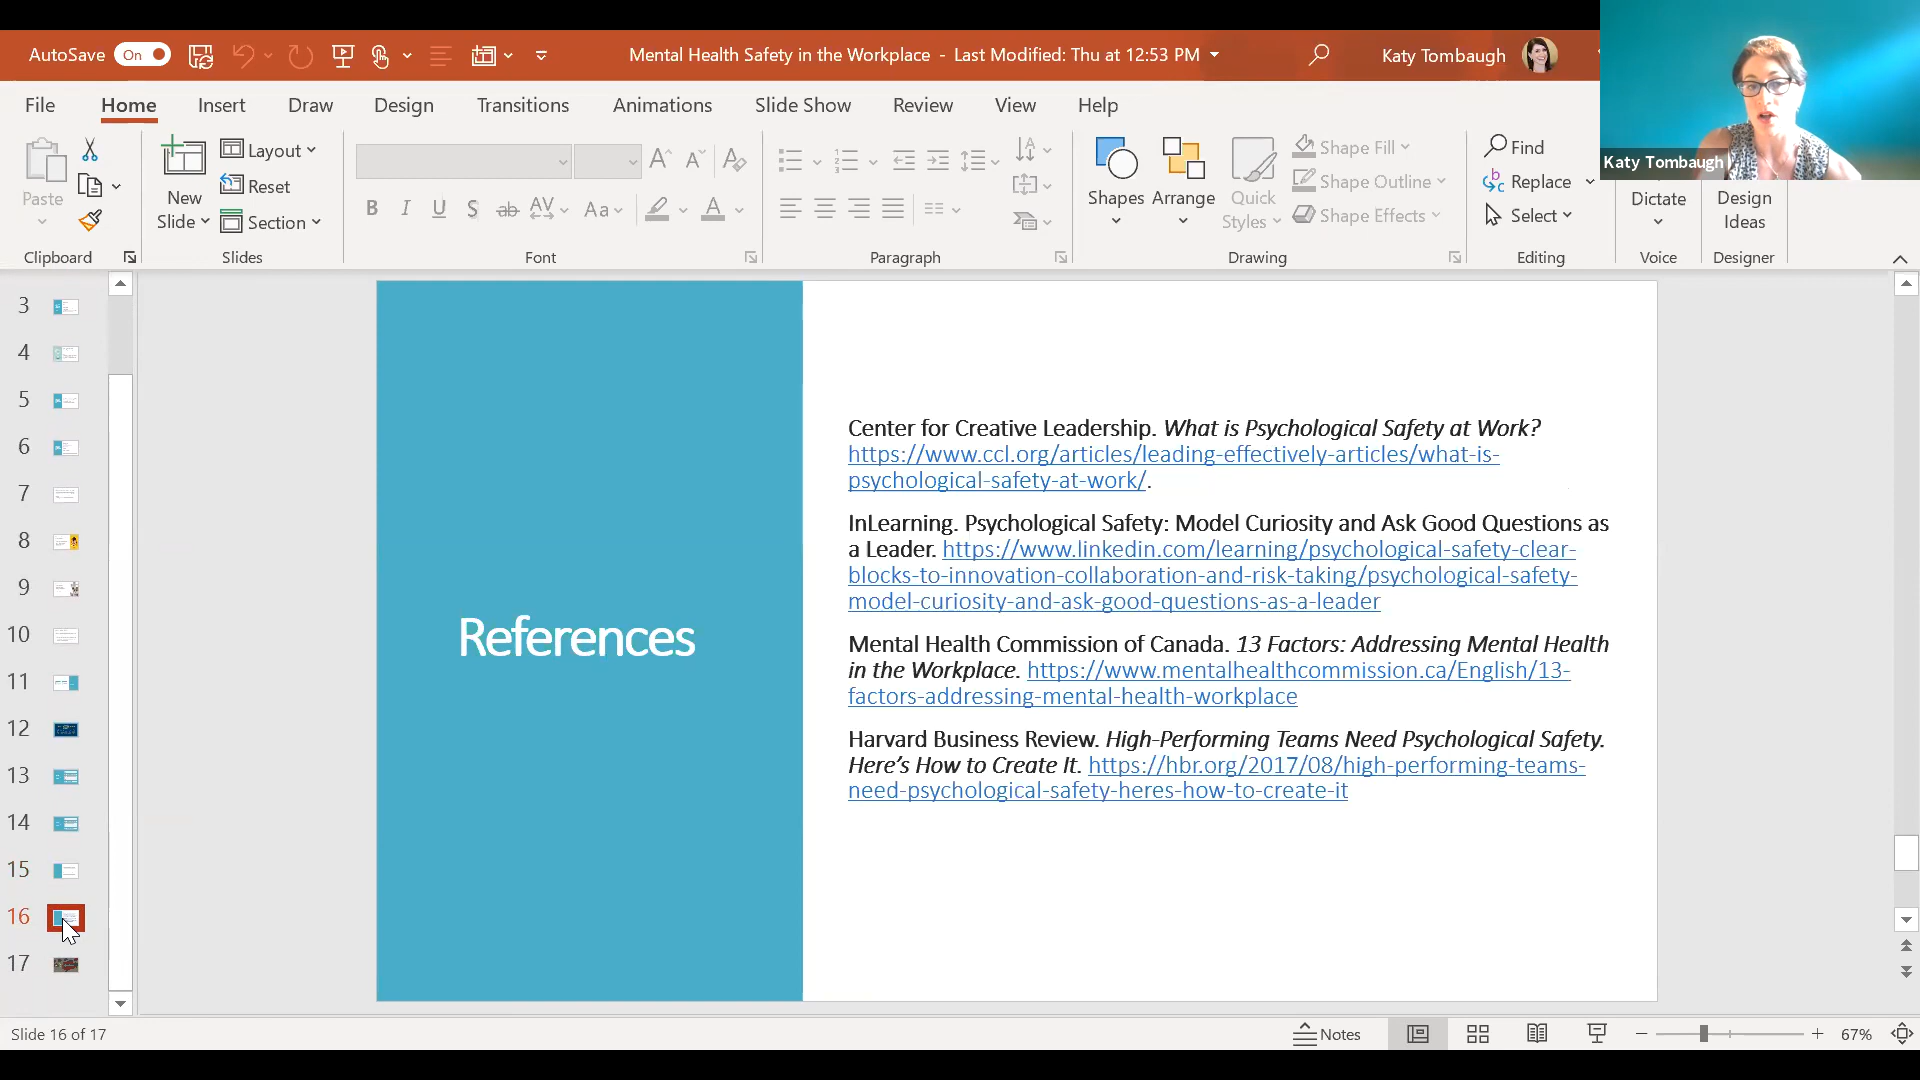 AutoSave On Mental Health Safety in the Workplace - Last Modified: Thu at 12:53 PM Katy Tombaugh
File Home Insert Draw Design Transitions Animations Slide Show Review View Help
Paste
New Slide
Layout
Reset
Section
B I U S ab AV Aa A
Shapes Arrange Quick Styles
Shape Fill
Shape Outline
Shape Effects
Find
Replace
Select
Dictate
Design Ideas
Katy Tombaugh
Clipboard Slides Font Paragraph Drawing Editing Voice Designer
3
4
5
6
7
8
9
10
11
12
13
14
15
16
17
References
Center for Creative Leadership. What is Psychological Safety at Work?
https://www.ccl.org/articles/leading-effectively-articles/what-is-
psychological-safety-at-work/.
InLearning. Psychological Safety: Model Curiosity and Ask Good Questions as
a Leader. https://www.linkedin.com/learning/psychological-safety-clear-
blocks-to-innovation-collaboration-and-risk-taking/psychological-safety-
model-curiosity-and-ask-good-questions-as-a-leader
Mental Health Commission of Canada. 13 Factors: Addressing Mental Health
in the Workplace. https://www.mentalhealthcommission.ca/English/13-
factors-addressing-mental-health-workplace
Harvard Business Review. High-Performing Teams Need Psychological Safety.
Here's How to Create It. https://hbr.org/2017/08/high-performing-teams-
need-psychological-safety-heres-how-to-create-it
Slide 16 of 17 Notes 67%